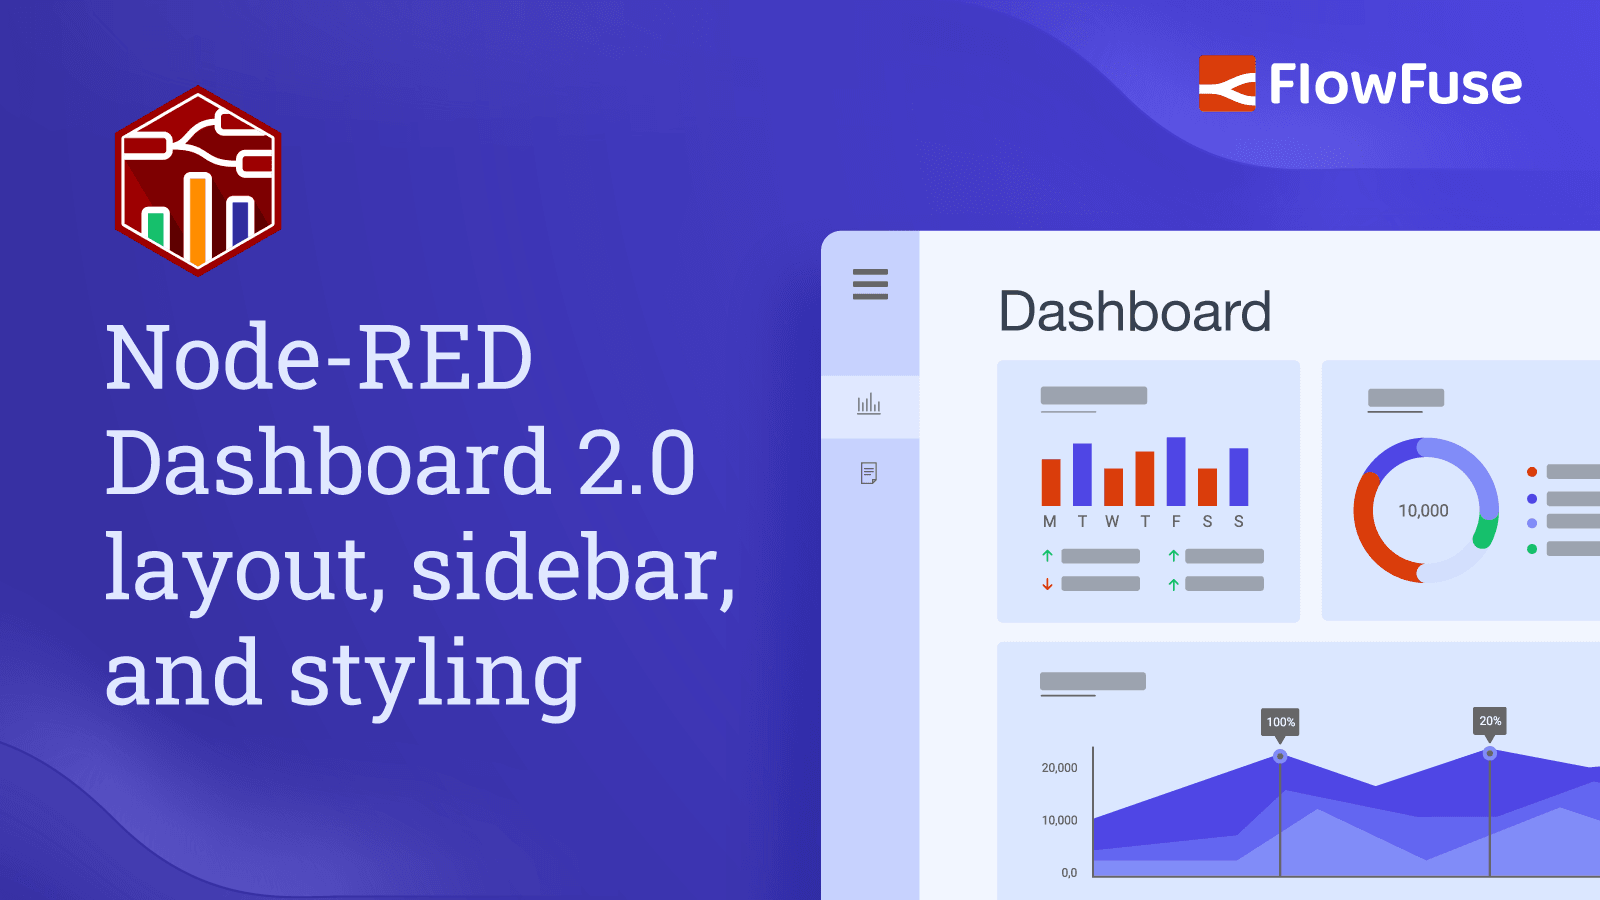 FlowFuse
Node-RED
Dashboard 2.0
layout, sidebar,
and styling
Dashboard
M T W T F S S
10,000
100%
20%
20,000
10,000
0,0